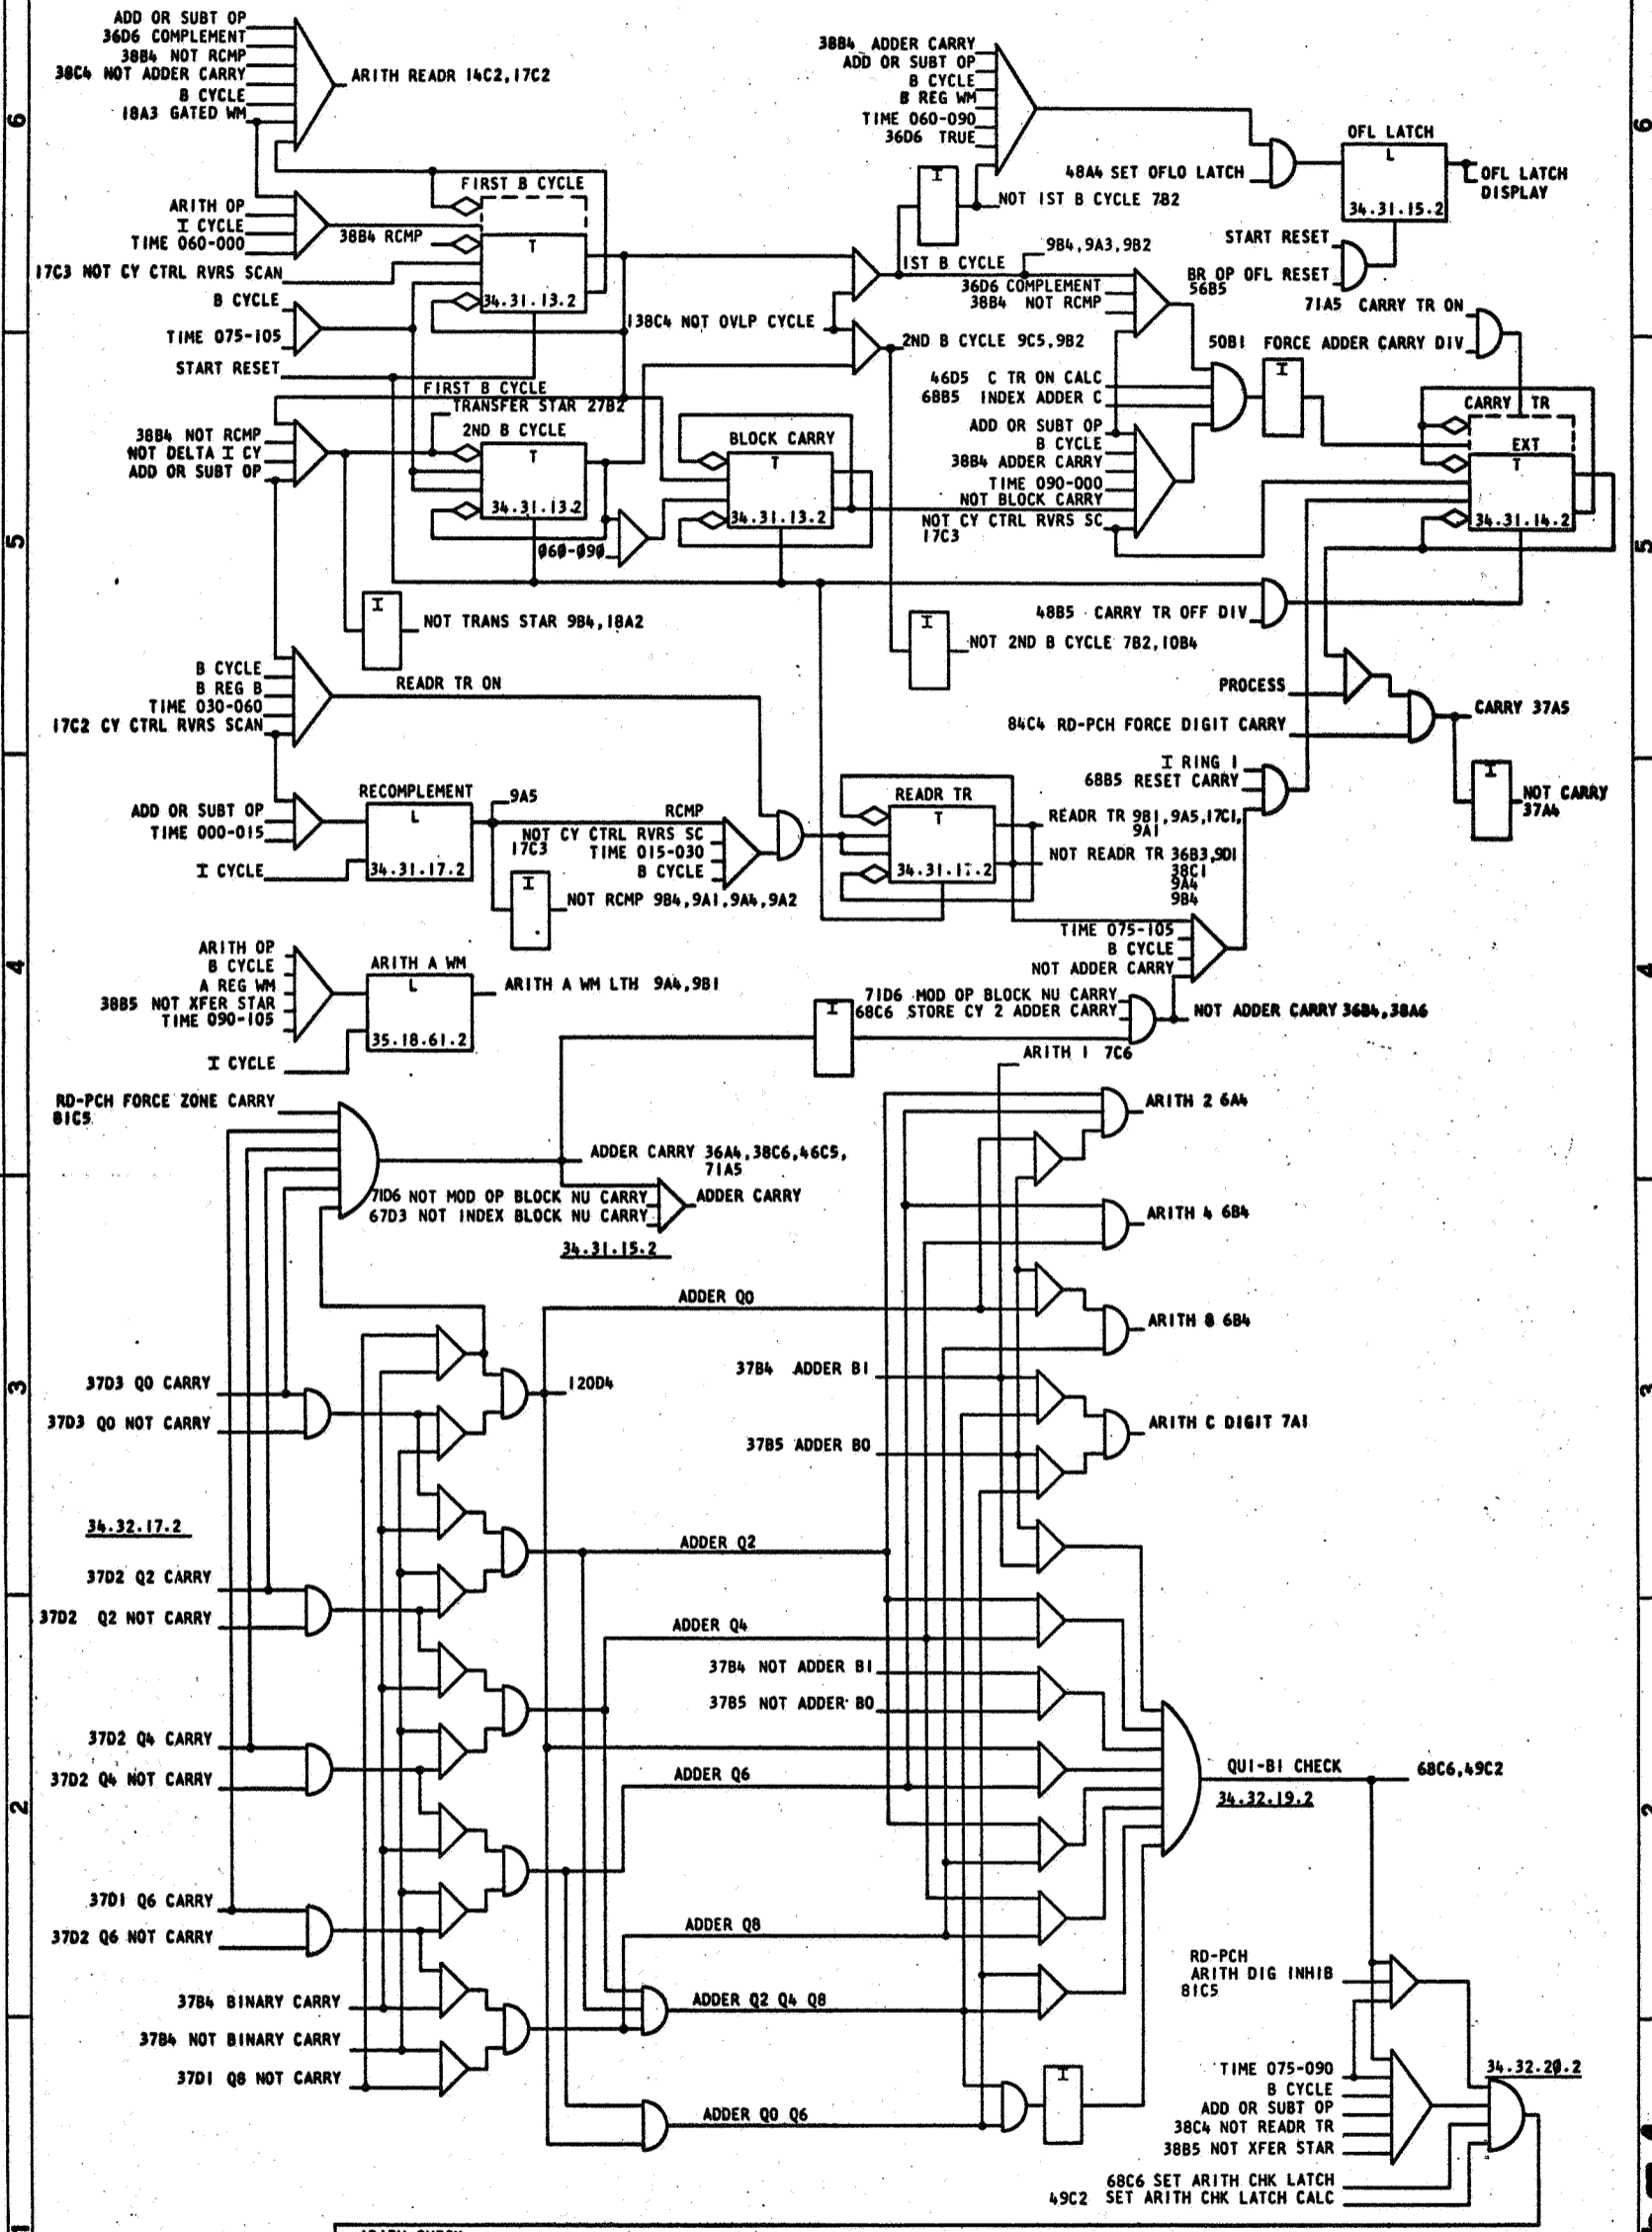 ADD OR SUBT OP
36D6 COMPLEMENT
38B4 NOT RCMP
38C4 NOT ADDER CARRY
B CYCLE
18A3 GATED WM
ARITH READR 14C2,17C2
38B4 ADDER CARRY
ADD OR SUBT OP
B CYCLE
B REG WM
TIME 060-090
36D6 TRUE
6
6
48A4 SET OFLO LATCH
OFL LATCH
L
34.31.15.2
OFL LATCH
DISPLAY
START RESET
BR OP OFL RESET
56B5
ARITH OP
I CYCLE
TIME 060-000
17C3 NOT CY CTRL RVRS SCAN
B CYCLE
TIME 075-105
START RESET
FIRST B CYCLE
38B4 RCMP
T
34.31.13.2
I
NOT 1ST B CYCLE 7B2
1ST B CYCLE
9B4,9A3,9B2
36D6 COMPLEMENT
38B4 NOT RCMP
138C4 NOT OVLP CYCLE
2ND B CYCLE 9C5,9B2
71A5 CARRY TR ON
50B1 FORCE ADDER CARRY DIV
I
46D5 C TR ON CALC
68B5 INDEX ADDER C
ADD OR SUBT OP
B CYCLE
38B4 ADDER CARRY
TIME 090-000
NOT BLOCK CARRY
NOT CY CTRL RVRS SC
17C3
CARRY TR
EXT
T
34.31.14.2
FIRST B CYCLE
TRANSFER STAR 27B2
2ND B CYCLE
T
34.31.13.2
38B4 NOT RCMP
NOT DELTA I CY
ADD OR SUBT OP
BLOCK CARRY
T
34.31.13.2
060-090
5
5
I
NOT TRANS STAR 9B4,18A2
I
NOT 2ND B CYCLE 7B2,10B4
48B5 CARRY TR OFF DIV
B CYCLE
B REG B
TIME 030-060
17C2 CY CTRL RVRS SCAN
READR TR ON
PROCESS
84C4 RD-PCH FORCE DIGIT CARRY
CARRY 37A5
I
NOT CARRY
37A4
I RING 1
68B5 RESET CARRY
ADD OR SUBT OP
TIME 000-015
I CYCLE
RECOMPLEMENT
L
34.31.17.2
9A5
RCMP
NOT CY CTRL RVRS SC
17C3
TIME 015-030
B CYCLE
I
NOT RCMP 9B4,9A1,9A4,9A2
READR TR
T
34.31.17.2
READR TR 9B1,9A5,17C1,
9A1
NOT READR TR 36B3,9D1
38C1
9A4
9B4
TIME 075-105
B CYCLE
NOT ADDER CARRY
4
4
ARITH OP
B CYCLE
A REG WM
38B5 NOT XFER STAR
TIME 090-105
I CYCLE
ARITH A WM
L
35.18.61.2
ARITH A WM LTH 9A4,9B1
I
71D6 MOD OP BLOCK NU CARRY
68C6 STORE CY 2 ADDER CARRY
NOT ADDER CARRY 36B4,38A6
ARITH 1 7C6
RD-PCH FORCE ZONE CARRY
81C5
ADDER CARRY 36A4,38C6,46C5,
71A5
71D6 NOT MOD OP BLOCK NU CARRY
67D3 NOT INDEX BLOCK NU CARRY
ADDER CARRY
34.31.15.2
ARITH 2 6A4
ARITH 4 6B4
ADDER Q0
ARITH 8 6B4
37B4 ADDER B1
37B5 ADDER B0
ARITH C DIGIT 7A1
3
3
37D3 Q0 CARRY
37D3 Q0 NOT CARRY
120D4
34.32.17.2
ADDER Q2
37D2 Q2 CARRY
37D2 Q2 NOT CARRY
ADDER Q4
37B4 NOT ADDER B1
37B5 NOT ADDER B0
37D2 Q4 CARRY
37D2 Q4 NOT CARRY
ADDER Q6
QUI-BI CHECK
34.32.19.2
68C6,49C2
2
2
37D1 Q6 CARRY
37D2 Q6 NOT CARRY
ADDER Q8
RD-PCH
ARITH DIG INHIB
81C5
37B4 BINARY CARRY
37B4 NOT BINARY CARRY
37D1 Q8 NOT CARRY
ADDER Q2 Q4 Q8
I
ADDER Q0 Q6
TIME 075-090
B CYCLE
ADD OR SUBT OP
38C4 NOT READR TR
38B5 NOT XFER STAR
34.32.20.2
68C6 SET ARITH CHK LATCH
49C2 SET ARITH CHK LATCH CALC